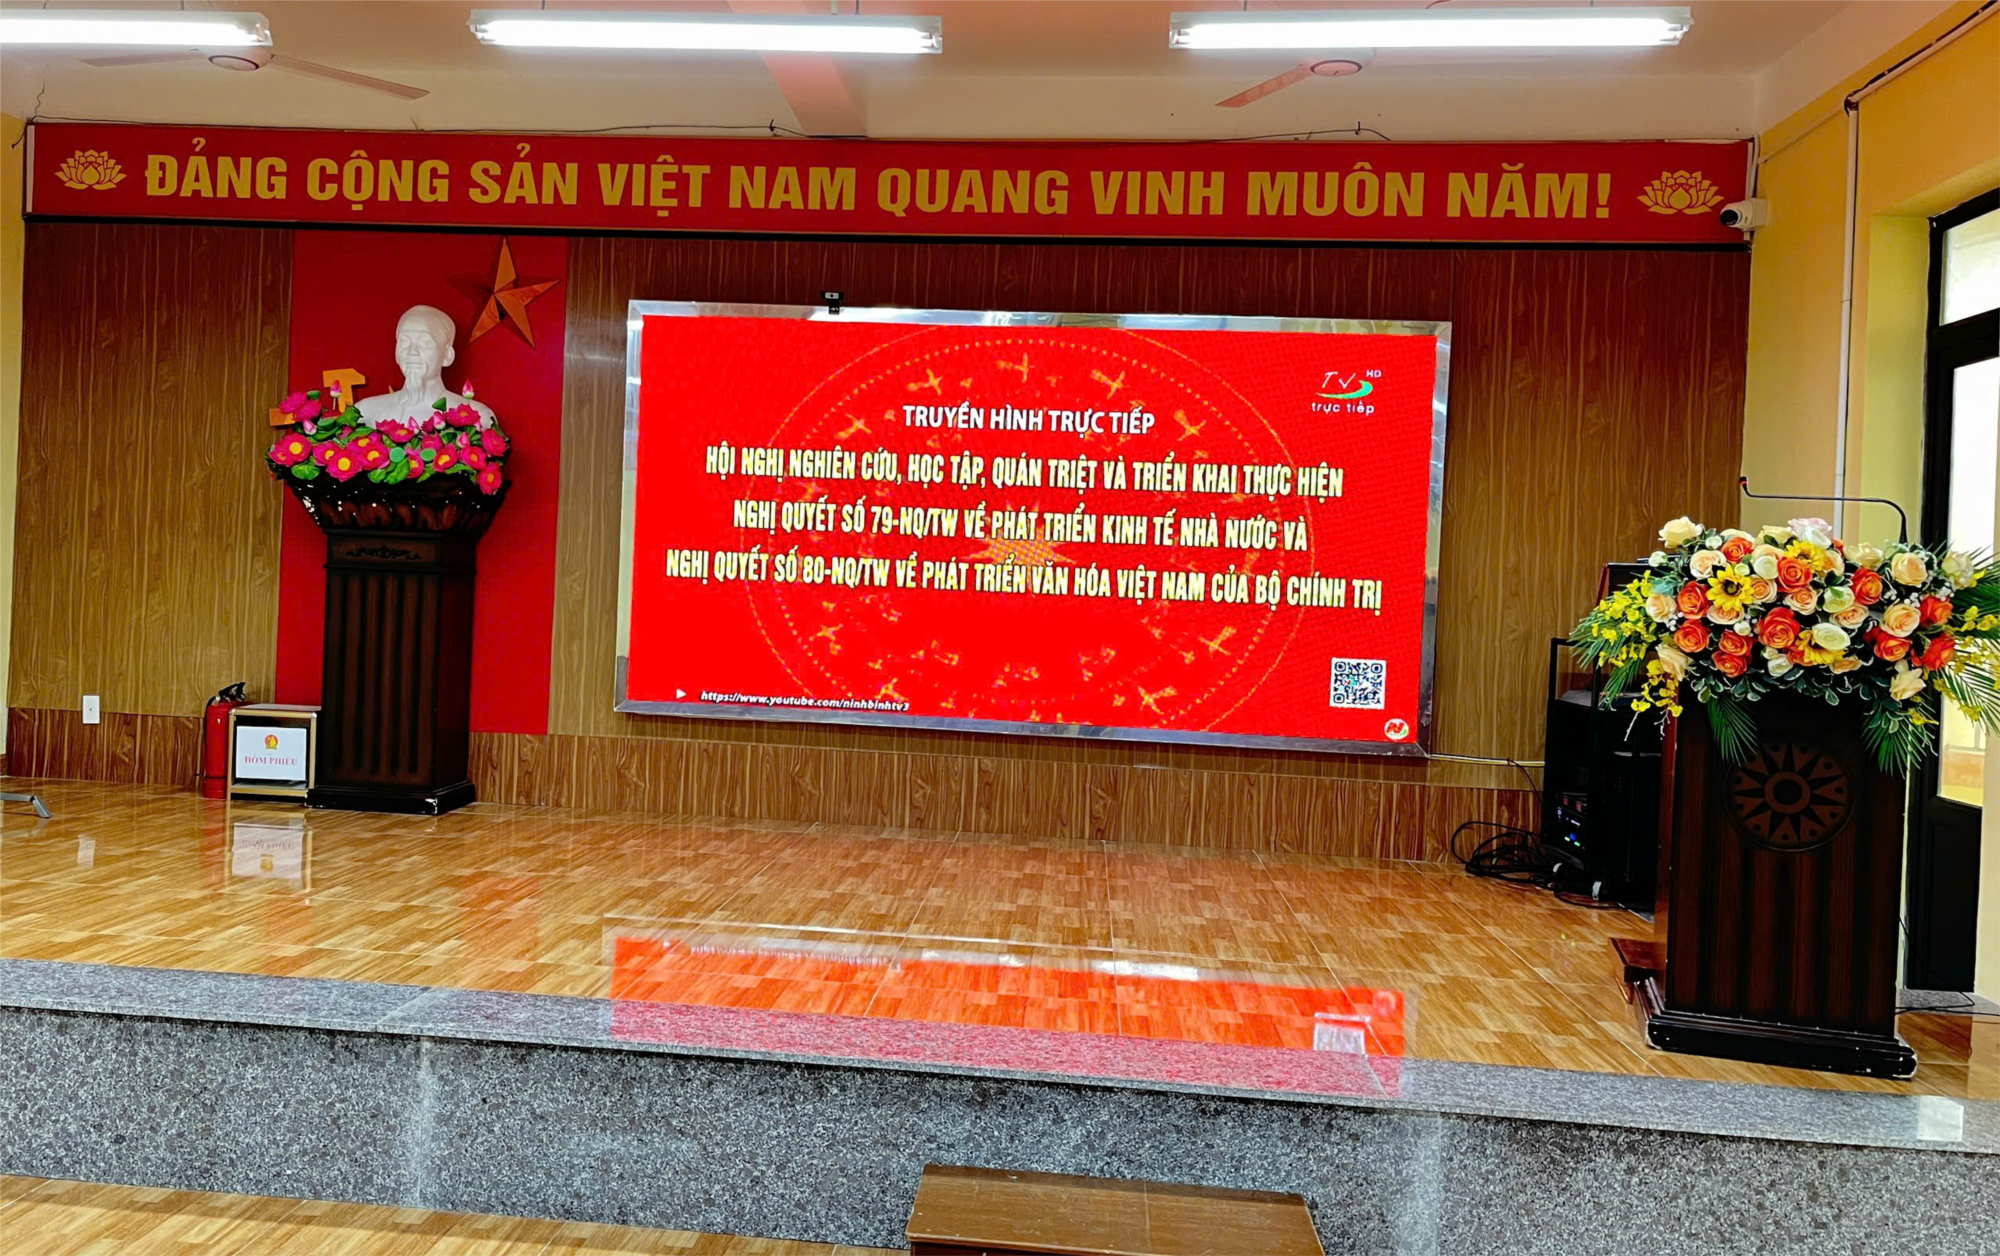 ĐẢNG CỘNG SẢN VIỆT NAM QUANG VINH MUÔN NĂM!
TV HD
trực tiếp
TRUYỀN HÌNH TRỰC TIẾP
HỘI NGHỊ NGHIÊN CỨU, HỌC TẬP, QUÁN TRIỆT VÀ TRIỂN KHAI THỰC HIỆN
NGHỊ QUYẾT SỐ 79-NQ/TW VỀ PHÁT TRIỂN KINH TẾ NHÀ NƯỚC VÀ
NGHỊ QUYẾT SỐ 80-NQ/TW VỀ PHÁT TRIỂN VĂN HÓA VIỆT NAM CỦA BỘ CHÍNH TRỊ
https://www.youtube.com/ninhbinhtv3
HÒM PHIẾU